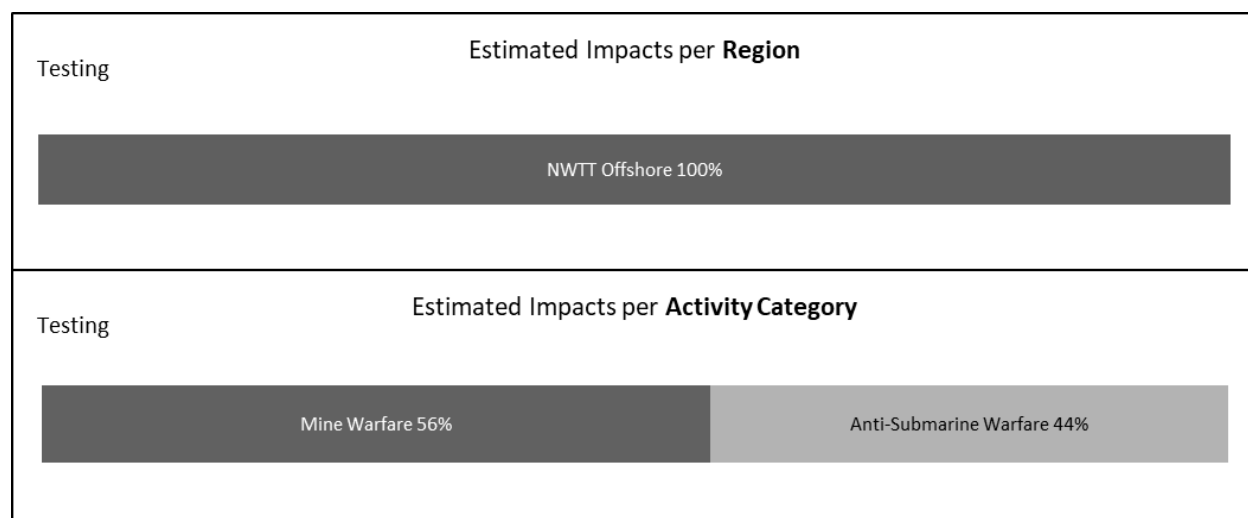 Estimated Impacts per Region
Testing
NWTT Offshore 100%
Estimated Impacts per Activity Category
Testing
Mine Warfare 56%
Anti-Submarine Warfare 44%